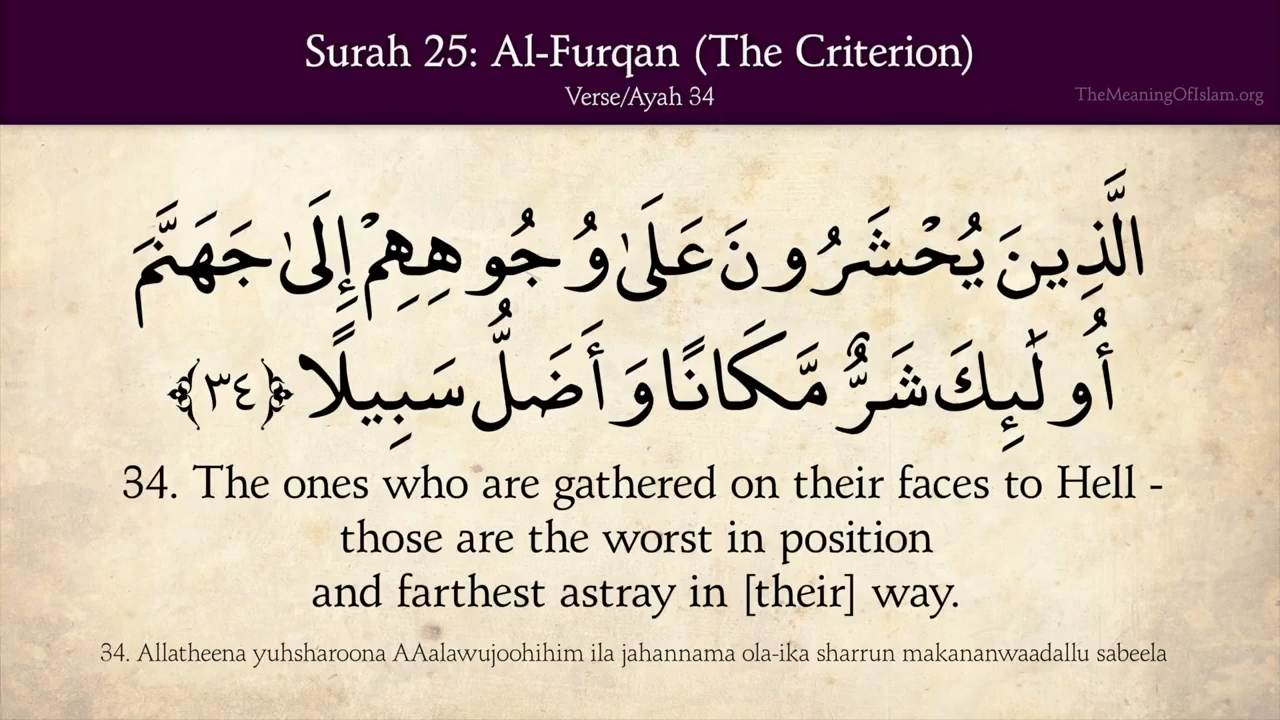 Surah 25: Al-Furqan (The Criterion)
Verse/Ayah 34
TheMeaningOfIslam.org
الَّذِينَ يُحْشَرُونَ عَلَىٰ وُجُوهِهِمْ إِلَىٰ جَهَنَّمَ
أُولَٰئِكَ شَرٌّ مَّكَانًا وَأَضَلُّ سَبِيلًا ﴿٣٤﴾
34. The ones who are gathered on their faces to Hell -
those are the worst in position
and farthest astray in [their] way.
34. Allatheena yuhsharoona AAalawujoohihim ila jahannama ola-ika sharrun makananwaadallu sabeela